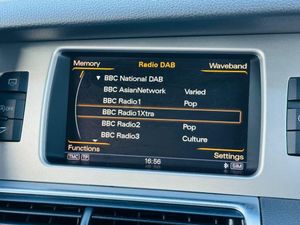 Memory Radio DAB Waveband
▼ BBC National DAB
BBC AsianNetwork Varied
BBC Radio1 Pop
BBC Radio1Xtra
BBC Radio2 Pop
BBC Radio3 Culture
Functions Settings
TMC TP 16:56 SIM